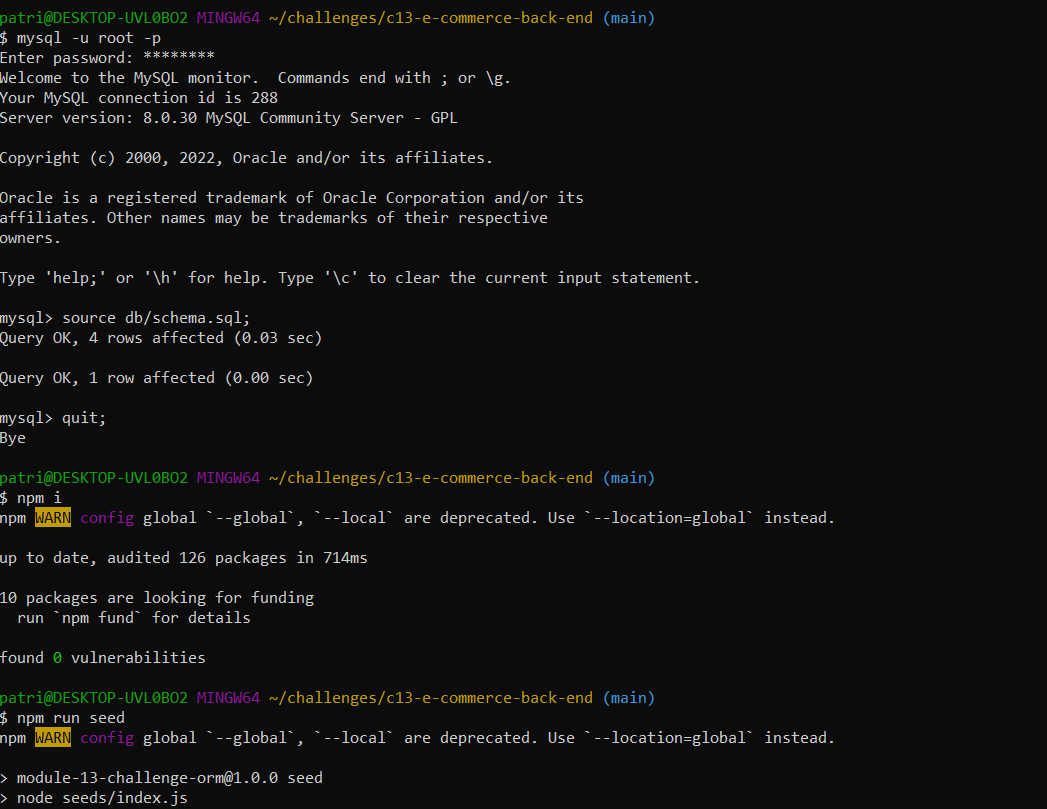 patri@DESKTOP-UVL0BO2 MINGW64 ~/challenges/c13-e-commerce-back-end (main)
$ mysql -u root -p
Enter password: ********
Welcome to the MySQL monitor.  Commands end with ; or \g.
Your MySQL connection id is 288
Server version: 8.0.30 MySQL Community Server - GPL
Copyright (c) 2000, 2022, Oracle and/or its affiliates.
Oracle is a registered trademark of Oracle Corporation and/or its
affiliates. Other names may be trademarks of their respective
owners.
Type 'help;' or '\h' for help. Type '\c' to clear the current input statement.
mysql> source db/schema.sql;
Query OK, 4 rows affected (0.03 sec)
Query OK, 1 row affected (0.00 sec)
mysql> quit;
Bye
patri@DESKTOP-UVL0BO2 MINGW64 ~/challenges/c13-e-commerce-back-end (main)
$ npm i
npm WARN config global `--global`, `--local` are deprecated. Use `--location=global` instead.
up to date, audited 126 packages in 714ms
10 packages are looking for funding
  run `npm fund` for details
found 0 vulnerabilities
patri@DESKTOP-UVL0BO2 MINGW64 ~/challenges/c13-e-commerce-back-end (main)
$ npm run seed
npm WARN config global `--global`, `--local` are deprecated. Use `--location=global` instead.
> module-13-challenge-orm@1.0.0 seed
> node seeds/index.js